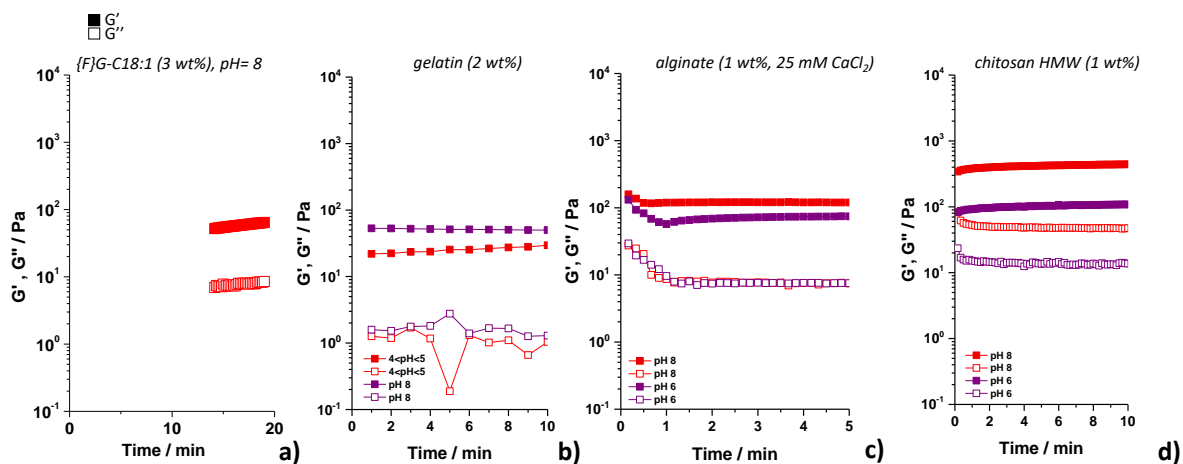 G’
G’’
{F}G-C18:1 (3 wt%), pH= 8
G’, G’’ / Pa
10⁴
10³
10²
10¹
10⁰
10⁻¹
0
10
20
Time / min
a)
gelatin (2 wt%)
10⁴
10³
10²
10¹
10⁰
10⁻¹
4<pH<5
4<pH<5
pH 8
pH 8
0
2
4
6
8
10
Time / min
b)
alginate (1 wt%, 25 mM CaCl₂)
G’, G’’ / Pa
10⁴
10³
10²
10¹
10⁰
10⁻¹
pH 8
pH 8
pH 6
pH 6
0
1
2
3
4
5
Time / min
c)
chitosan HMW (1 wt%)
G’, G’’ / Pa
10⁴
10³
10²
10¹
10⁰
10⁻¹
pH 8
pH 8
pH 6
pH 6
0
2
4
6
8
10
Time / min
d)